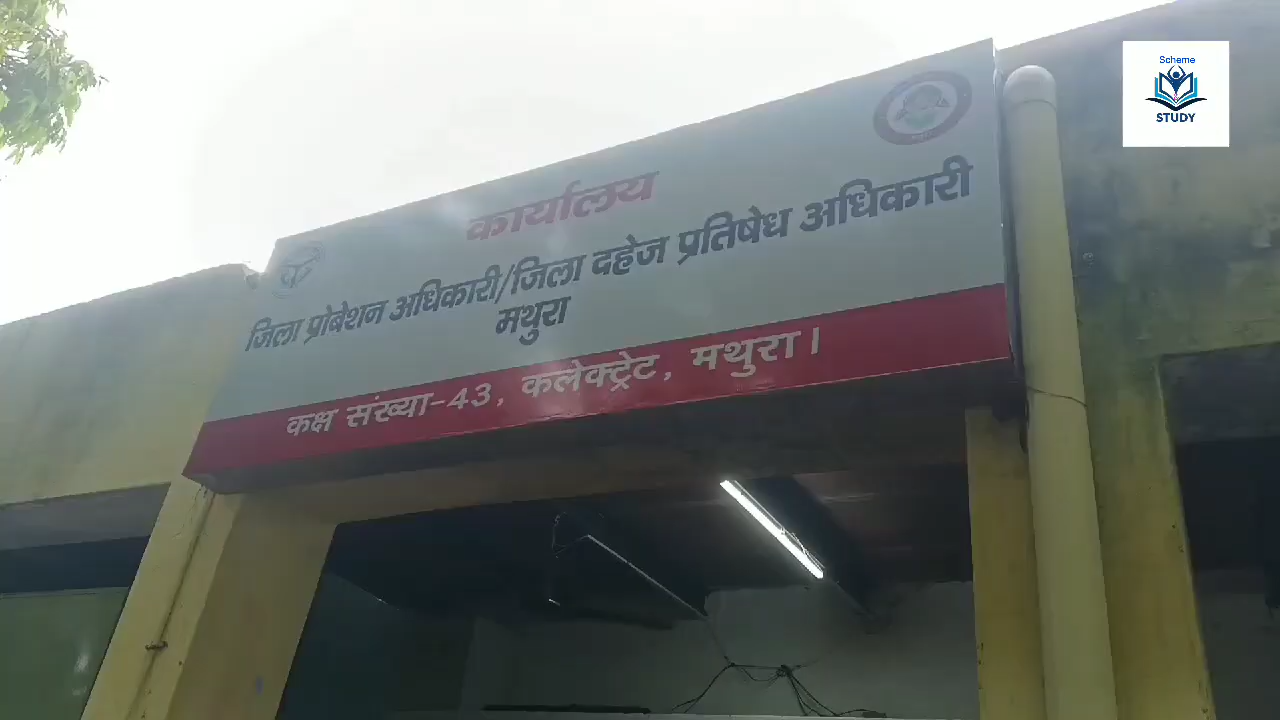 कार्यालय
जिला प्रोबेशन अधिकारी/जिला दहेज प्रतिषेध अधिकारी
मथुरा
कक्ष संख्या-43, कलेक्ट्रेट, मथुरा।
Scheme
STUDY